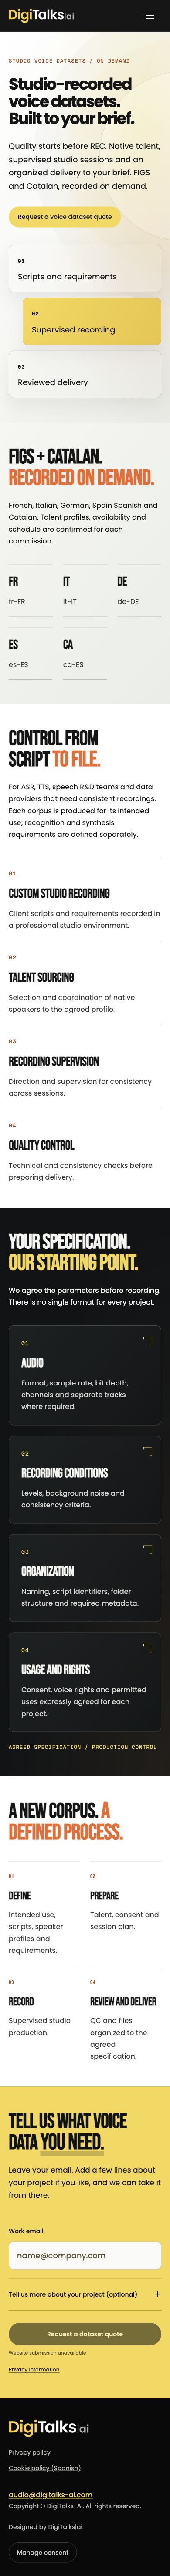 DigiTalks|ai
STUDIO VOICE DATASETS / ON DEMAND
Studio-recorded
voice datasets.
Built to your brief.
Quality starts before REC. Native talent,
supervised studio sessions and an
organized delivery to your brief. FIGS
and Catalan, recorded on demand.
Request a voice dataset quote
01
Scripts and requirements
02
Supervised recording
03
Reviewed delivery
FIGS + CATALAN.
RECORDED ON DEMAND.
French, Italian, German, Spain Spanish and
Catalan. Talent profiles, availability and
schedule are confirmed for each
commission.
FR
fr-FR
IT
it-IT
DE
de-DE
ES
es-ES
CA
ca-ES
CONTROL FROM
SCRIPT TO FILE.
For ASR, TTS, speech R&D teams and data
providers that need consistent recordings.
Each corpus is produced for its intended
use; recognition and synthesis
requirements are defined separately.
01
CUSTOM STUDIO RECORDING
Client scripts and requirements recorded in
a professional studio environment.
02
TALENT SOURCING
Selection and coordination of native
speakers to the agreed profile.
03
RECORDING SUPERVISION
Direction and supervision for consistency
across sessions.
04
QUALITY CONTROL
Technical and consistency checks before
preparing delivery.
YOUR SPECIFICATION.
OUR STARTING POINT.
We agree the parameters before recording.
There is no single format for every project.
01
AUDIO
Format, sample rate, bit depth,
channels and separate tracks
where required.
02
RECORDING CONDITIONS
Levels, background noise and
consistency criteria.
03
ORGANIZATION
Naming, script identifiers, folder
structure and required metadata.
04
USAGE AND RIGHTS
Consent, voice rights and permitted
uses expressly agreed for each
project.
AGREED SPECIFICATION / PRODUCTION CONTROL
A NEW CORPUS. A
DEFINED PROCESS.
01
DEFINE
Intended use,
scripts, speaker
profiles and
requirements.
02
PREPARE
Talent, consent and
session plan.
03
RECORD
Supervised studio
production.
04
REVIEW AND DELIVER
QC and files
organized to the
agreed
specification.
TELL US WHAT VOICE
DATA YOU NEED.
Leave your email. Add a few lines about
your project if you like, and we can take it
from there.
Work email
name@company.com
Tell us more about your project (optional) +
Request a dataset quote
Website submission unavailable
Privacy information
DigiTalks|ai
Privacy policy
Cookie policy (Spanish)
audio@digitalks-ai.com
Copyright © DigiTalks-AI. All rights reserved.
Designed by DigiTalks|ai
Manage consent